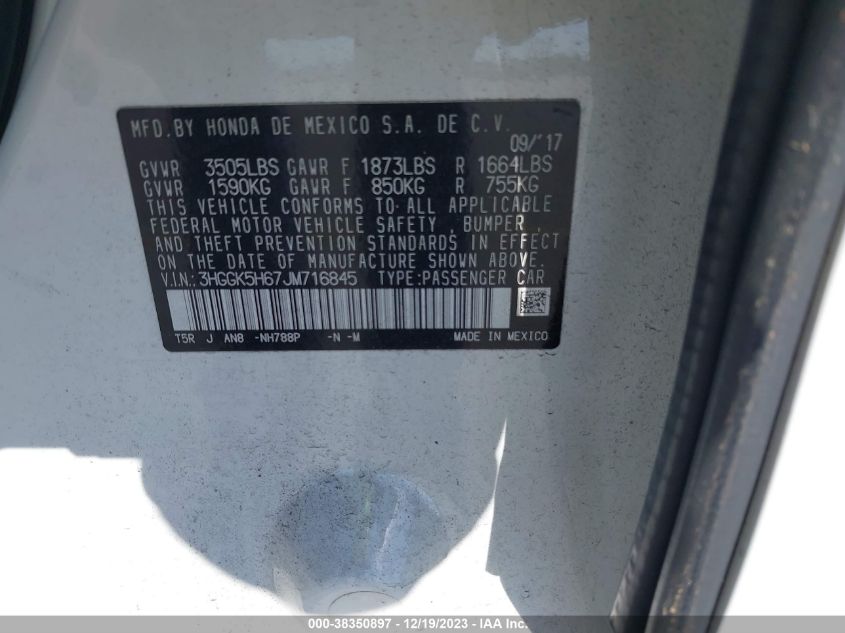 MFD.BY HONDA DE MEXICO S.A. DE C.V.
09/'17
GVWR 3505LBS GAWR F 1873LBS R 1664LBS
GVWR 1590KG GAWR F 850KG R 755KG
THIS VEHICLE CONFORMS TO ALL APPLICABLE
FEDERAL MOTOR VEHICLE SAFETY, BUMPER,
AND THEFT PREVENTION STANDARDS IN EFFECT
ON THE DATE OF MANUFACTURE SHOWN ABOVE.
V.I.N.: 3HGGK5H67JM716845 TYPE:PASSENGER CAR
T5R J AN8 -NH788P -N -M MADE IN MEXICO
000-38350897 - 12/19/2023 - IAA Inc.